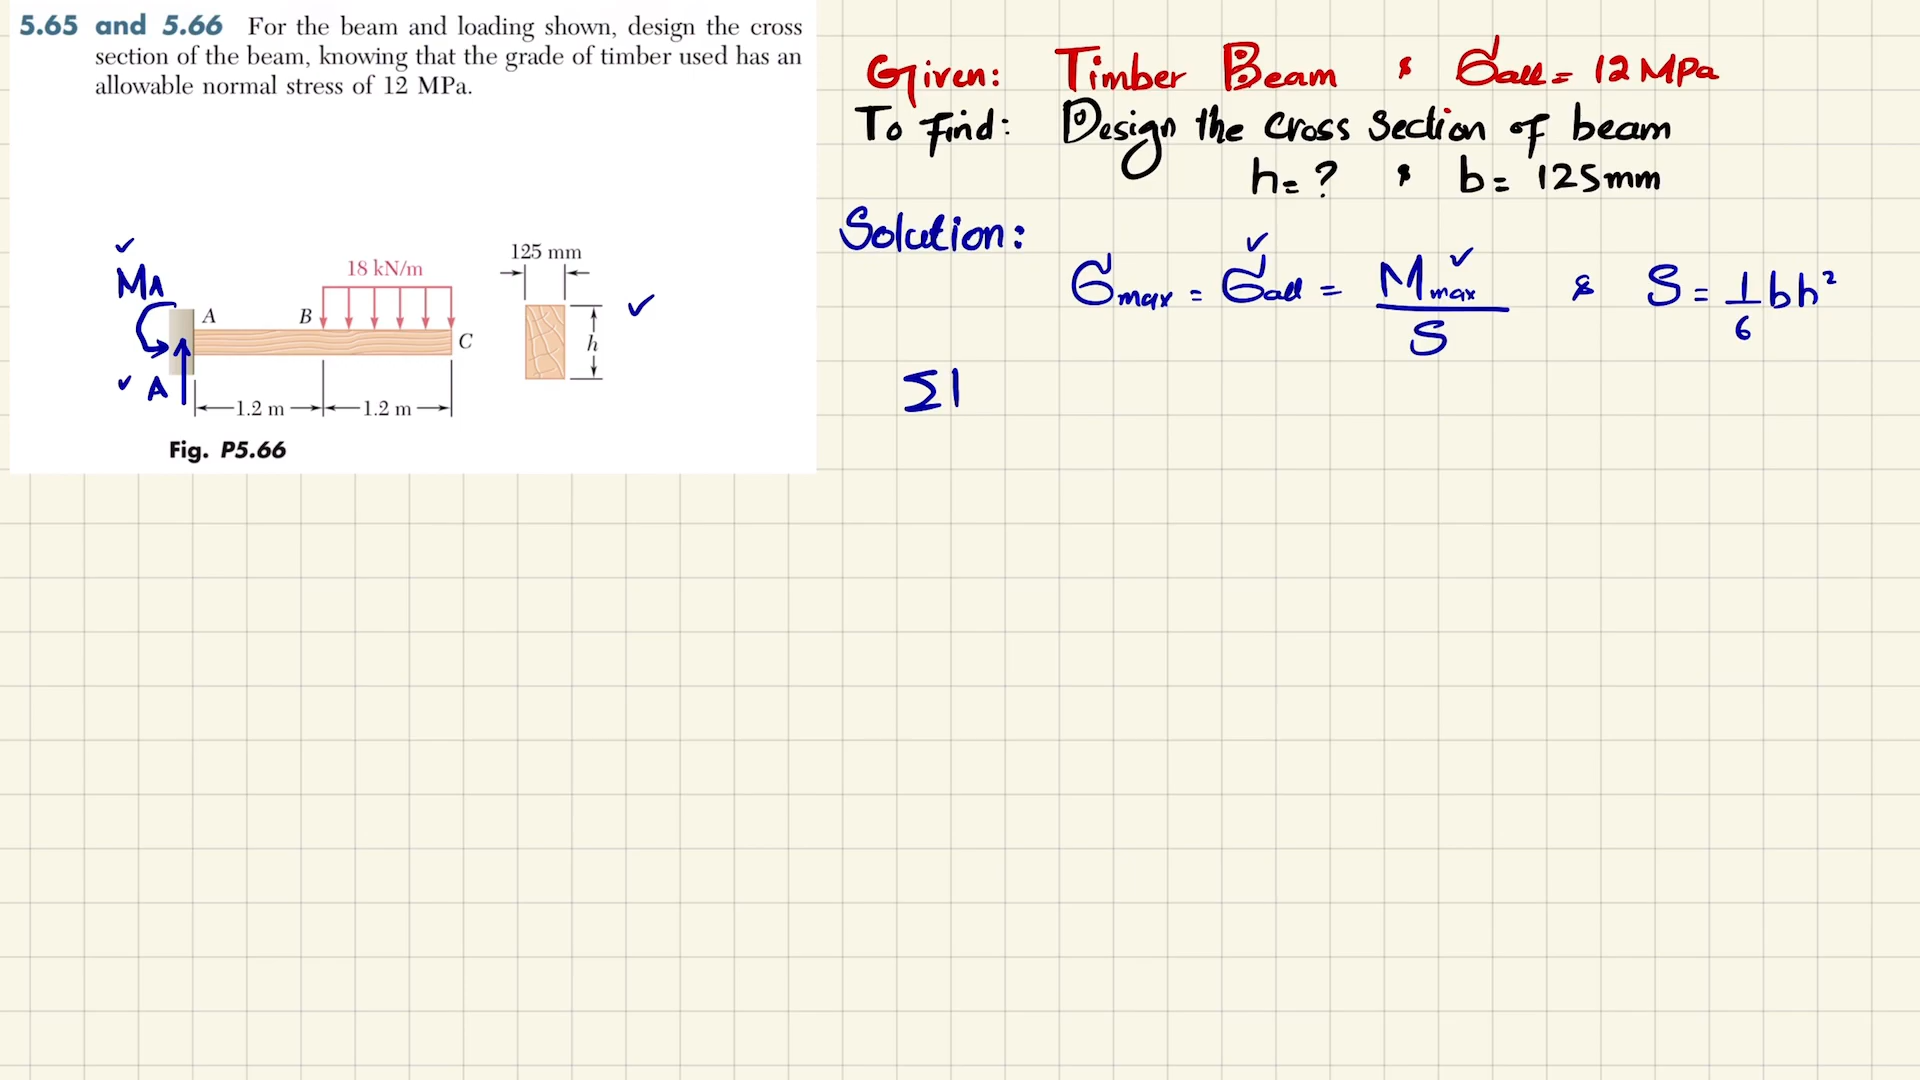 5.65 and 5.66 For the beam and loading shown, design the cross
section of the beam, knowing that the grade of timber used has an
allowable normal stress of 12 MPa.
Given: Timber Beam & σall = 12 MPa
To Find: Design the cross section of beam
h = ? & b = 125mm
Solution:
σmax = σall = Mmax / S & S = 1/6 bh²
Σ
MA
A
18 kN/m
A
B
C
1.2 m
1.2 m
125 mm
h
Fig. P5.66